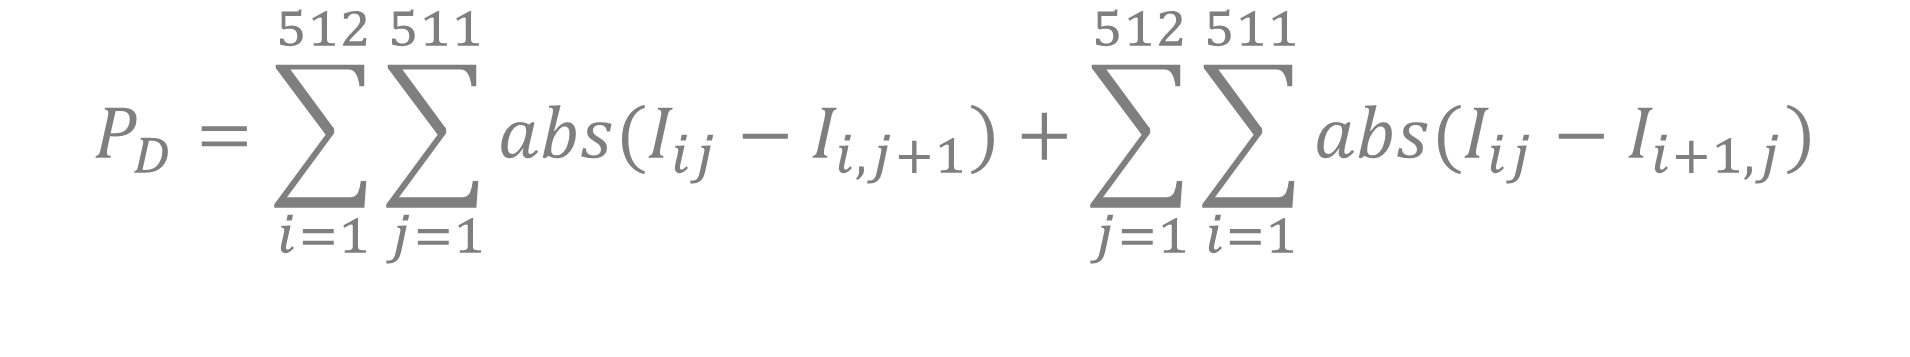 P_D = \sum_{i=1}^{512} \sum_{j=1}^{511} abs(I_{ij} − I_{i,j+1}) + \sum_{j=1}^{512} \sum_{i=1}^{511} abs(I_{ij} − I_{i+1,j})